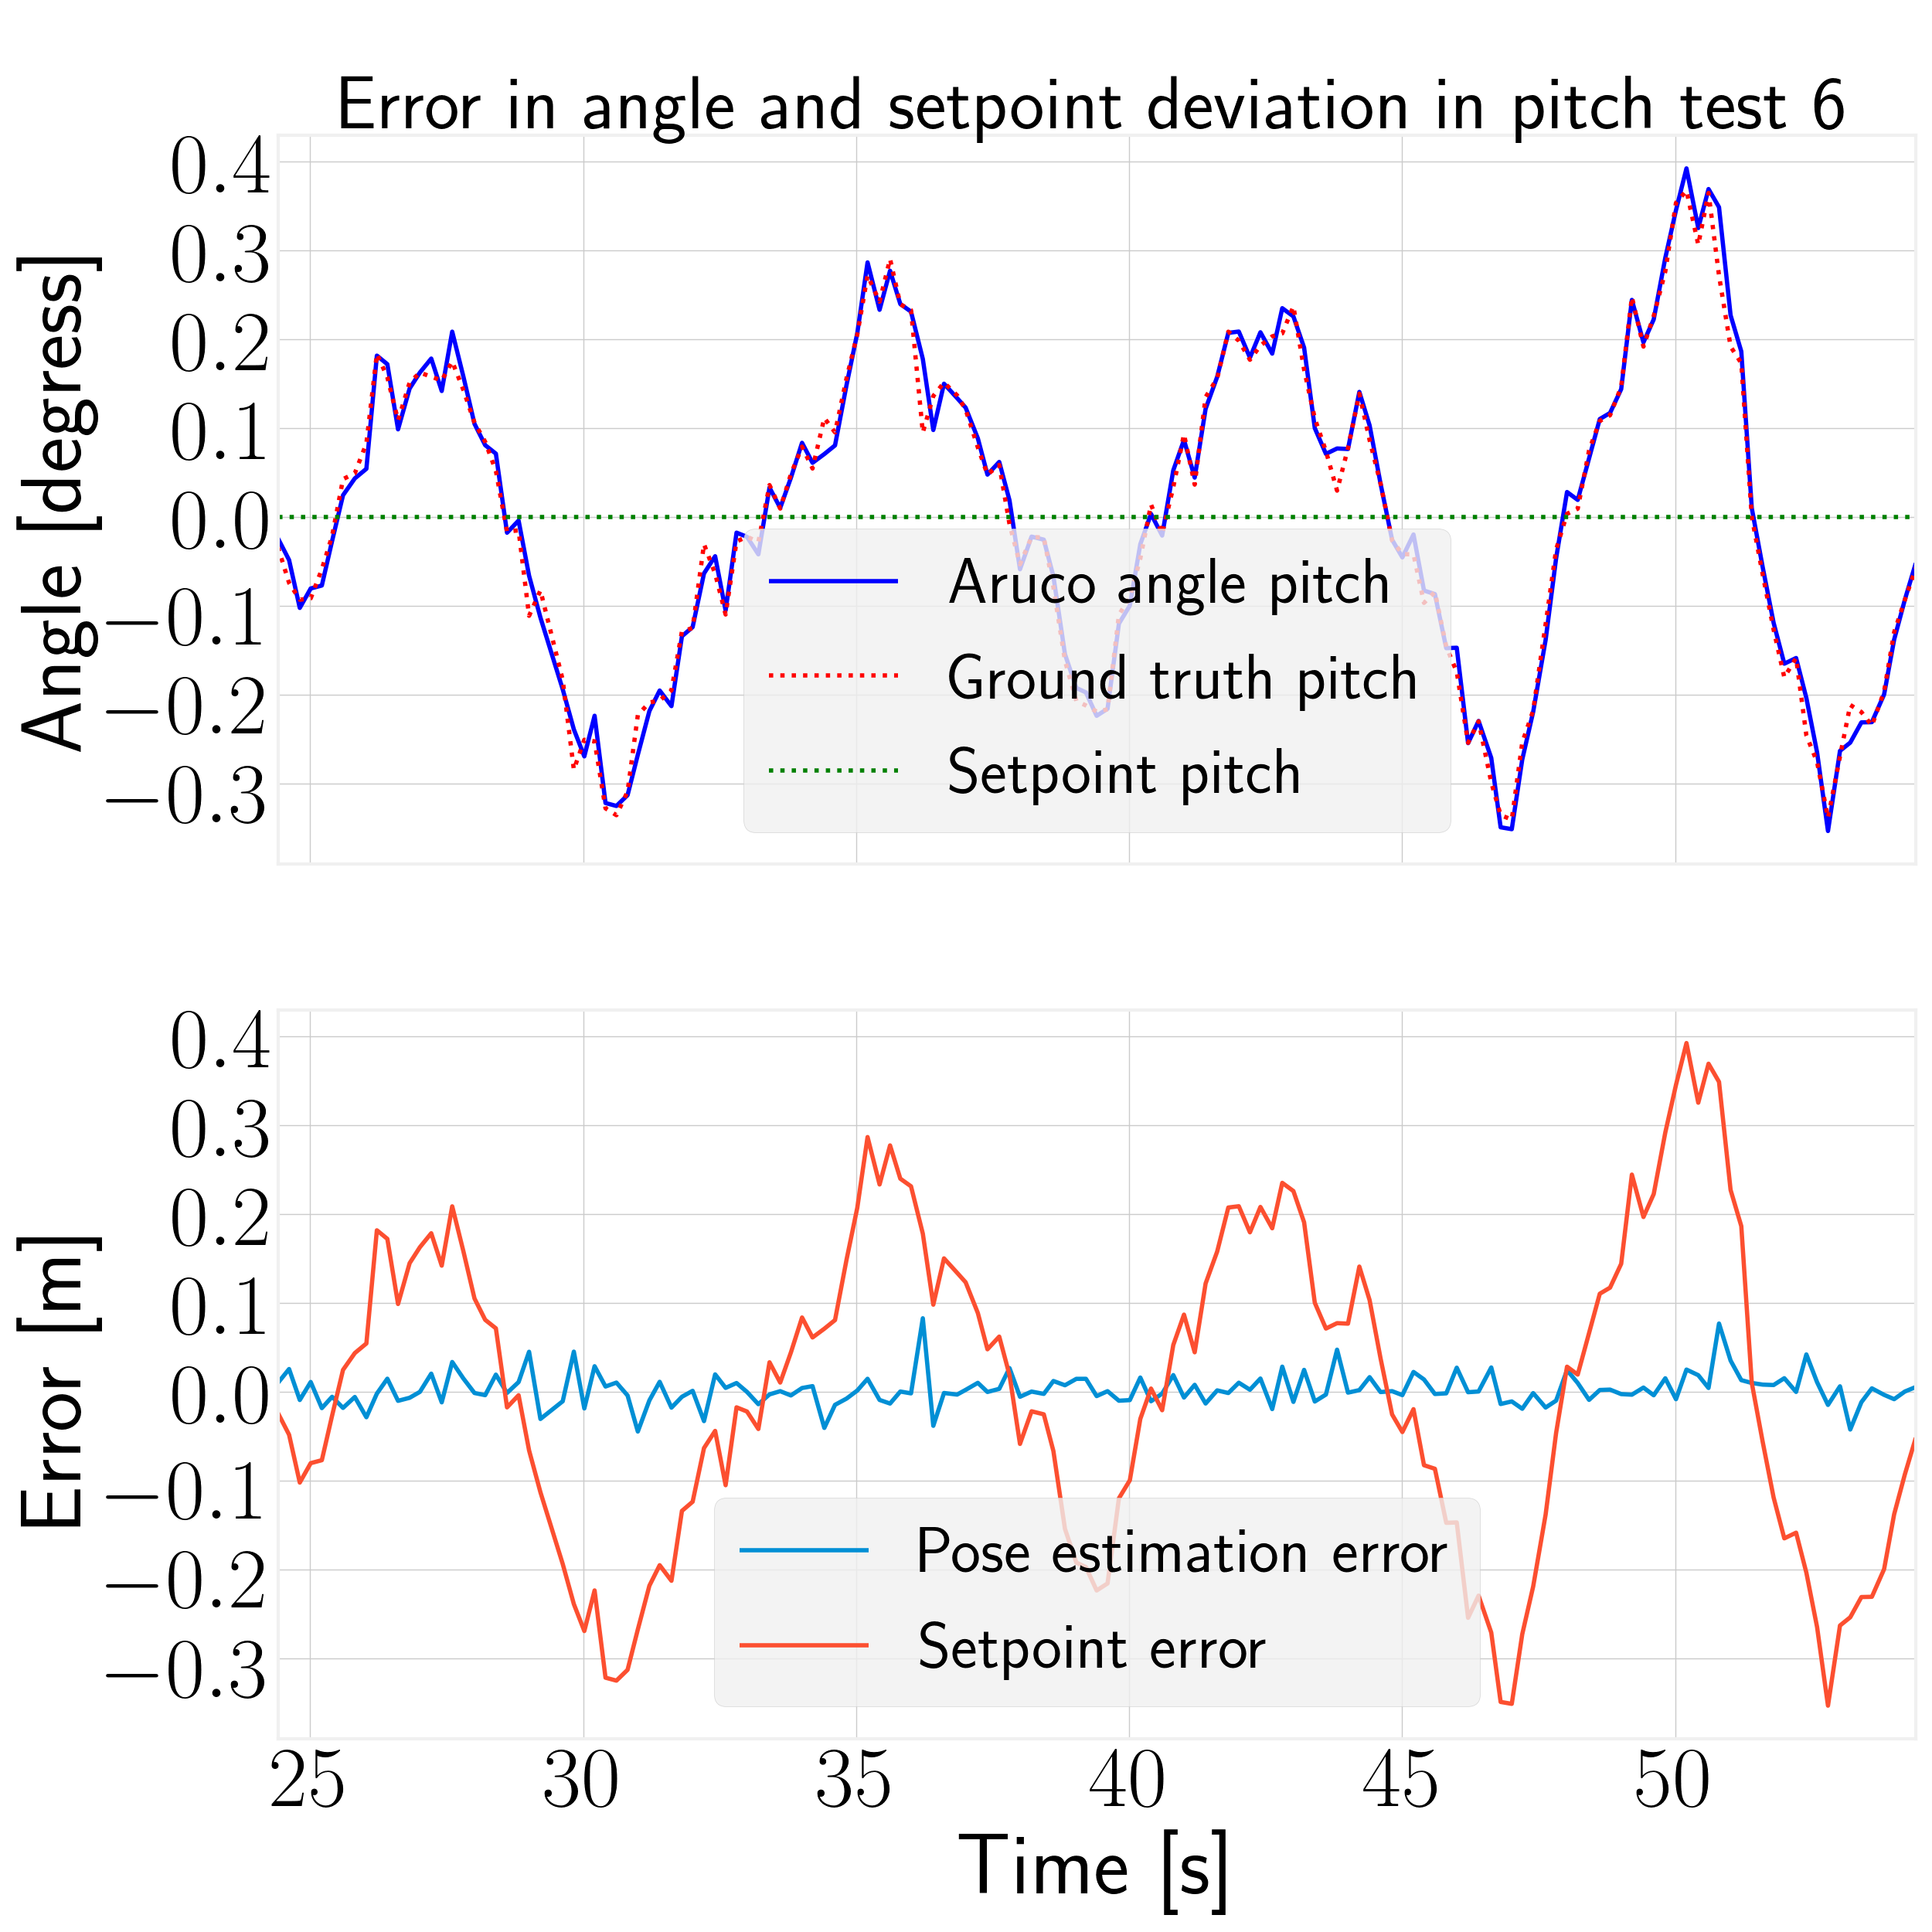 Error in angle and setpoint deviation in pitch test 6
Angle [degress]
0.4
0.3
0.2
0.1
0.0
−0.1
−0.2
−0.3
Aruco angle pitch
Ground truth pitch
Setpoint pitch
Error [m]
0.4
0.3
0.2
0.1
0.0
−0.1
−0.2
−0.3
Pose estimation error
Setpoint error
25 30 35 40 45 50
Time [s]